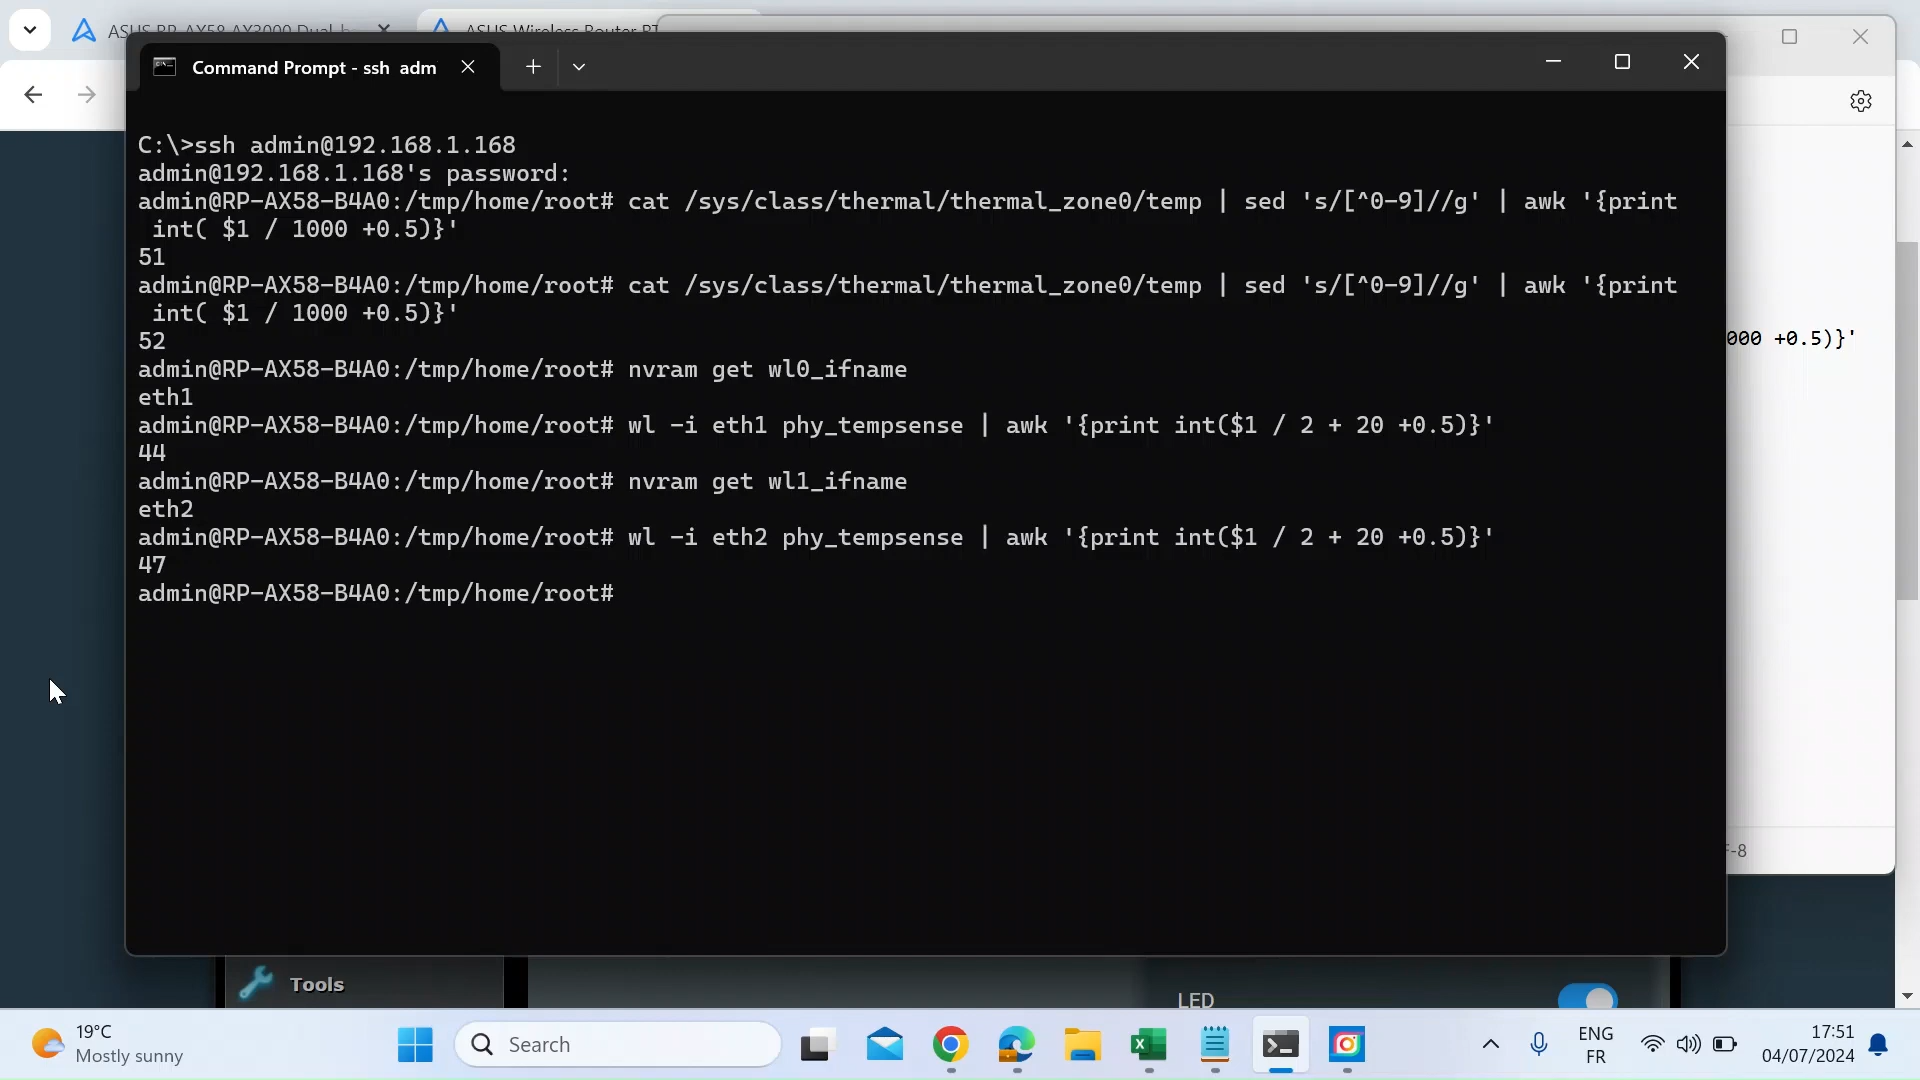 ASUS RP-AX58 AX3000 Dual-b
ASUS Wireless Router RT
Command Prompt - ssh  adm
C:\>ssh admin@192.168.1.168
admin@192.168.1.168's password:
admin@RP-AX58-B4A0:/tmp/home/root# cat /sys/class/thermal/thermal_zone0/temp | sed 's/[^0-9]//g' | awk '{print
 int( $1 / 1000 +0.5)}'
51
admin@RP-AX58-B4A0:/tmp/home/root# cat /sys/class/thermal/thermal_zone0/temp | sed 's/[^0-9]//g' | awk '{print
 int( $1 / 1000 +0.5)}'
52
admin@RP-AX58-B4A0:/tmp/home/root# nvram get wl0_ifname
eth1
admin@RP-AX58-B4A0:/tmp/home/root# wl -i eth1 phy_tempsense | awk '{print int($1 / 2 + 20 +0.5)}'
44
admin@RP-AX58-B4A0:/tmp/home/root# nvram get wl1_ifname
eth2
admin@RP-AX58-B4A0:/tmp/home/root# wl -i eth2 phy_tempsense | awk '{print int($1 / 2 + 20 +0.5)}'
47
admin@RP-AX58-B4A0:/tmp/home/root#
000 +0.5)}'
F-8
Tools
LED
19°C
Mostly sunny
Search
ENG
FR
17:51
04/07/2024